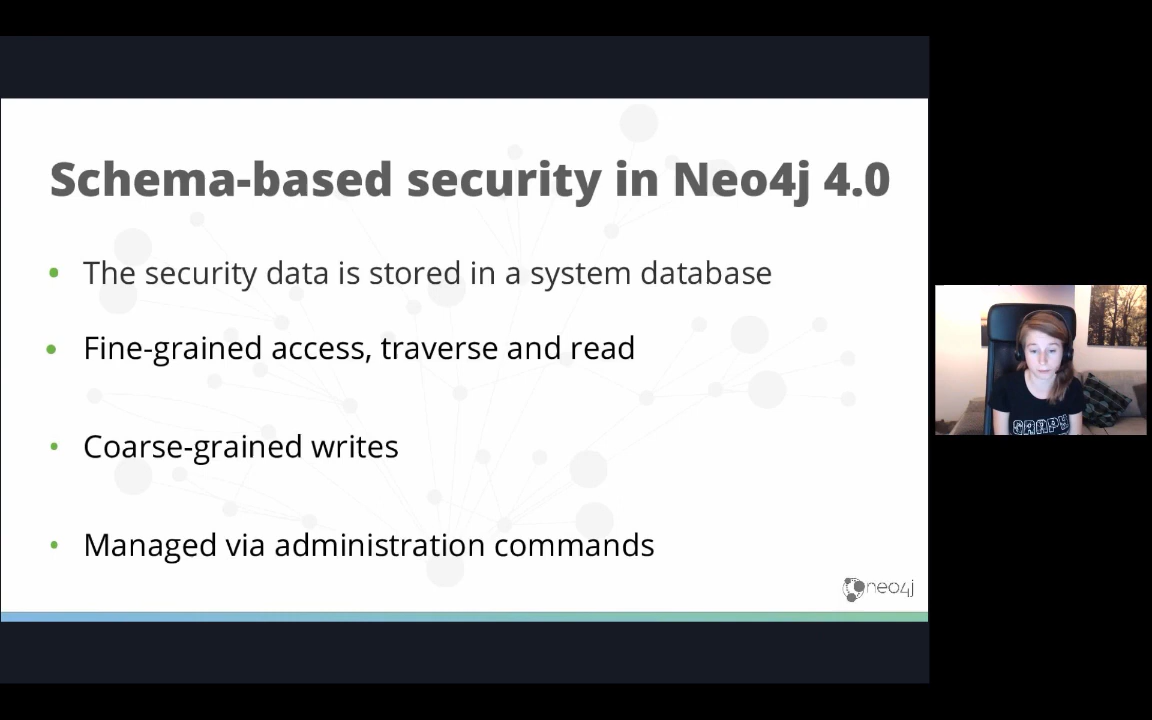 Schema-based security in Neo4j 4.0
• The security data is stored in a system database
• Fine-grained access, traverse and read
• Coarse-grained writes
• Managed via administration commands
neo4j
GRAPH